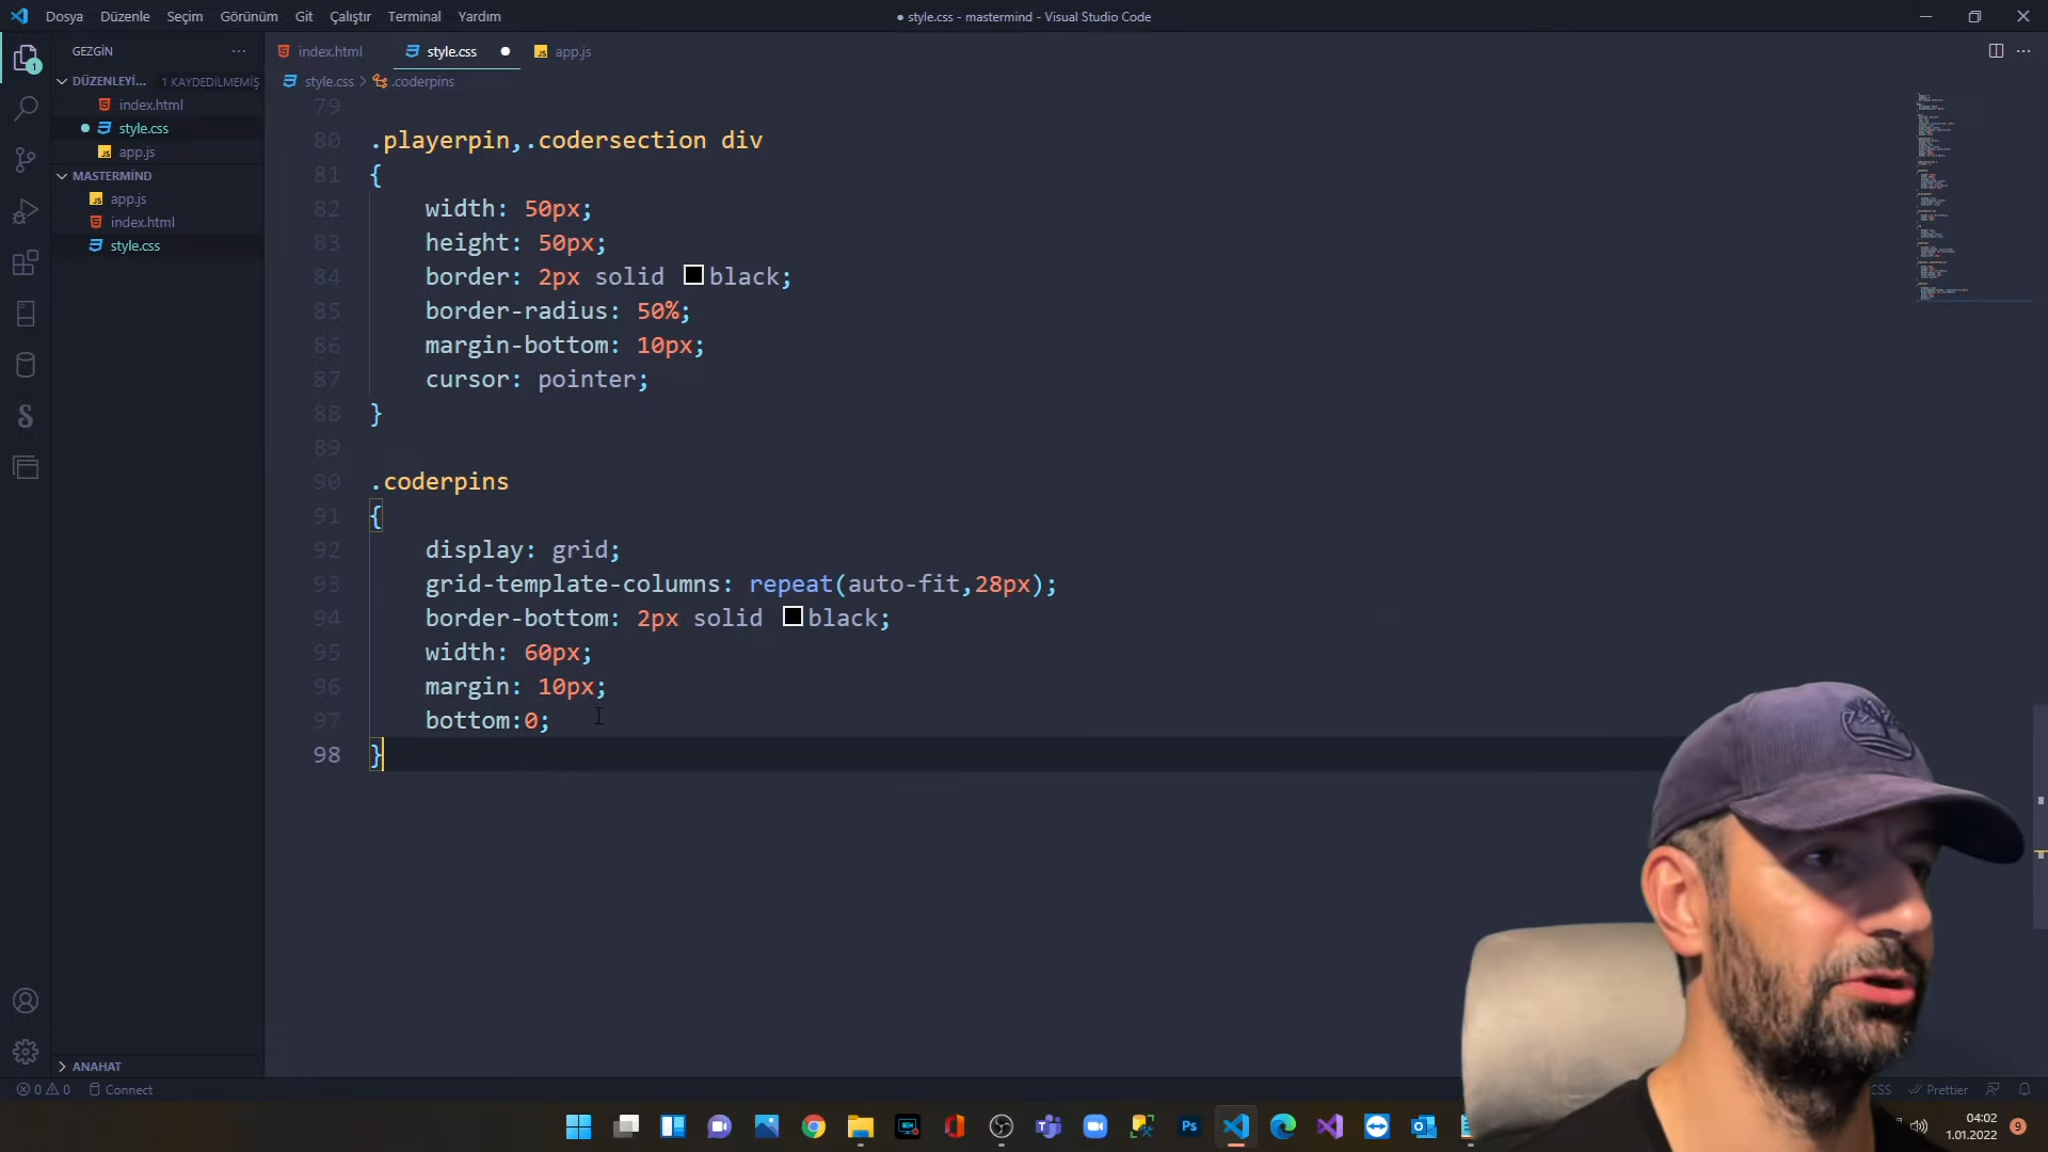 Dosya Düzenle Seçim Görünüm Git Çalıştır Terminal Yardım
● style.css - mastermind - Visual Studio Code
GEZGİN ···
index.html style.css ● app.js
DÜZENLEYİ... 1 KAYDEDİLMEMİŞ
style.css > .coderpins
index.html
style.css
app.js
MASTERMİND
app.js
index.html
style.css
79
80 .playerpin,.codersection div
81 {
82 width: 50px;
83 height: 50px;
84 border: 2px solid black;
85 border-radius: 50%;
86 margin-bottom: 10px;
87 cursor: pointer;
88 }
89
90 .coderpins
91 {
92 display: grid;
93 grid-template-columns: repeat(auto-fit,28px);
94 border-bottom: 2px solid black;
95 width: 60px;
96 margin: 10px;
97 bottom:0;
98 }
1
ANAHAT
0 0 Connect
CSS Prettier
Ps
04:02
1.01.2022
9